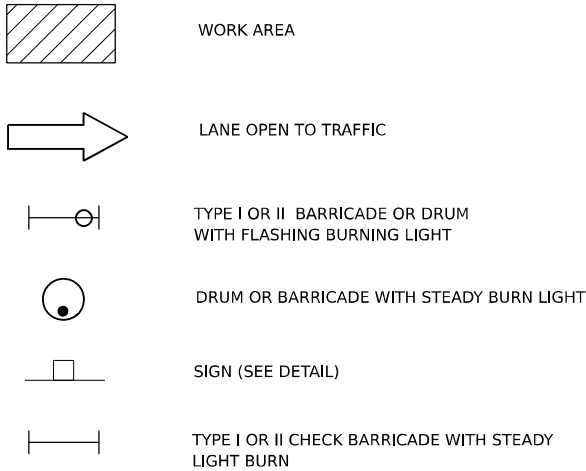 WORK AREA
LANE OPEN TO TRAFFIC
TYPE I OR II BARRICADE OR DRUM
WITH FLASHING BURNING LIGHT
DRUM OR BARRICADE WITH STEADY BURN LIGHT
SIGN (SEE DETAIL)
TYPE I OR II CHECK BARRICADE WITH STEADY
LIGHT BURN